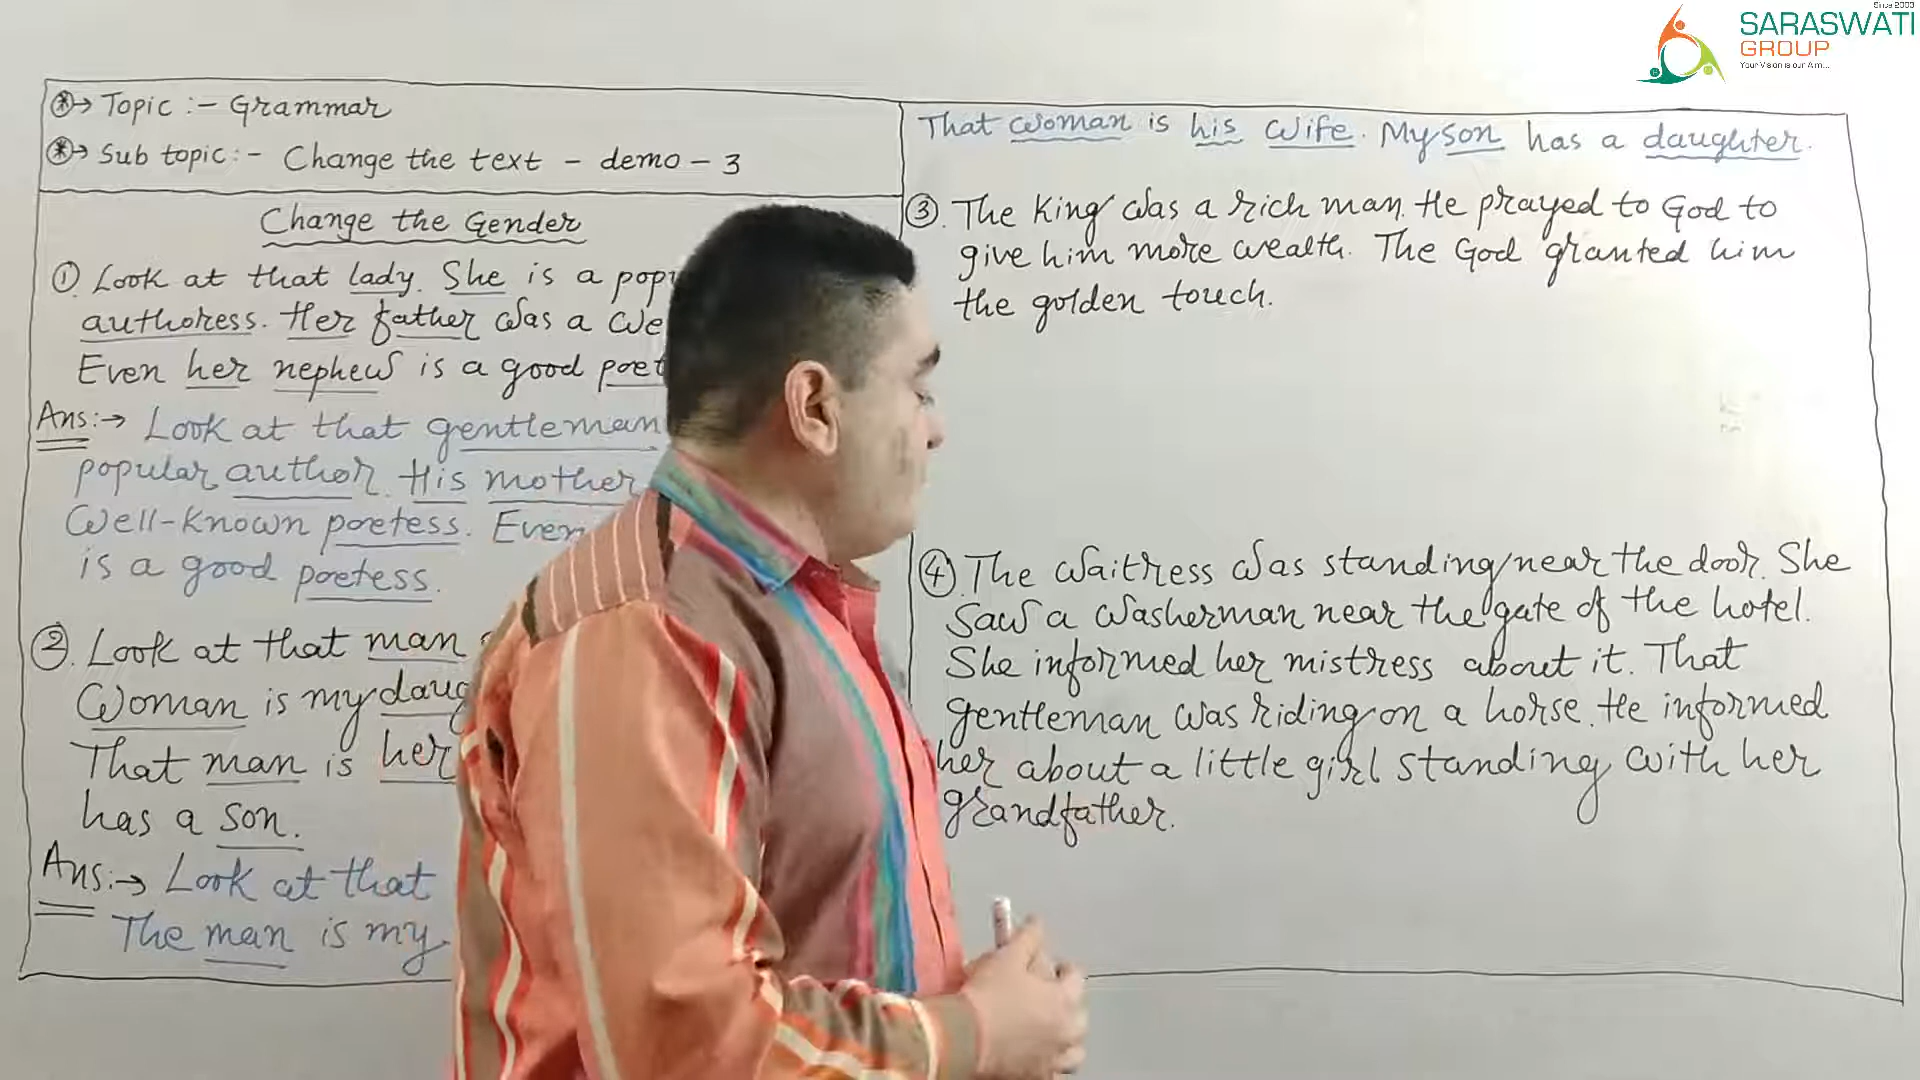 Since 2000
SARASWATI
GROUP
Your Vision is our Aim...
Topic :- Grammar
Sub topic :- Change the text - demo - 3
Change the Gender
①. Look at that lady. She is a
authoress. Her father was a
Even her nephew is a good
Ans :→ Look at that gentleman
popular author. His mother
Well-known poetess. Even
is a good poetess.
②. Look at that man
Woman is my
That man is her
has a son.
Ans :→ Look at that
The man is my
That woman is his wife. My son has a daughter.
③. The King was a rich man. He prayed to God to
give him more wealth. The God granted him
the golden touch.
④. The waitress was standing near the door. She
saw a washerman near the gate of the hotel.
She informed her mistress about it. That
gentleman was riding on a horse. He informed
her about a little girl standing with her
grandfather.